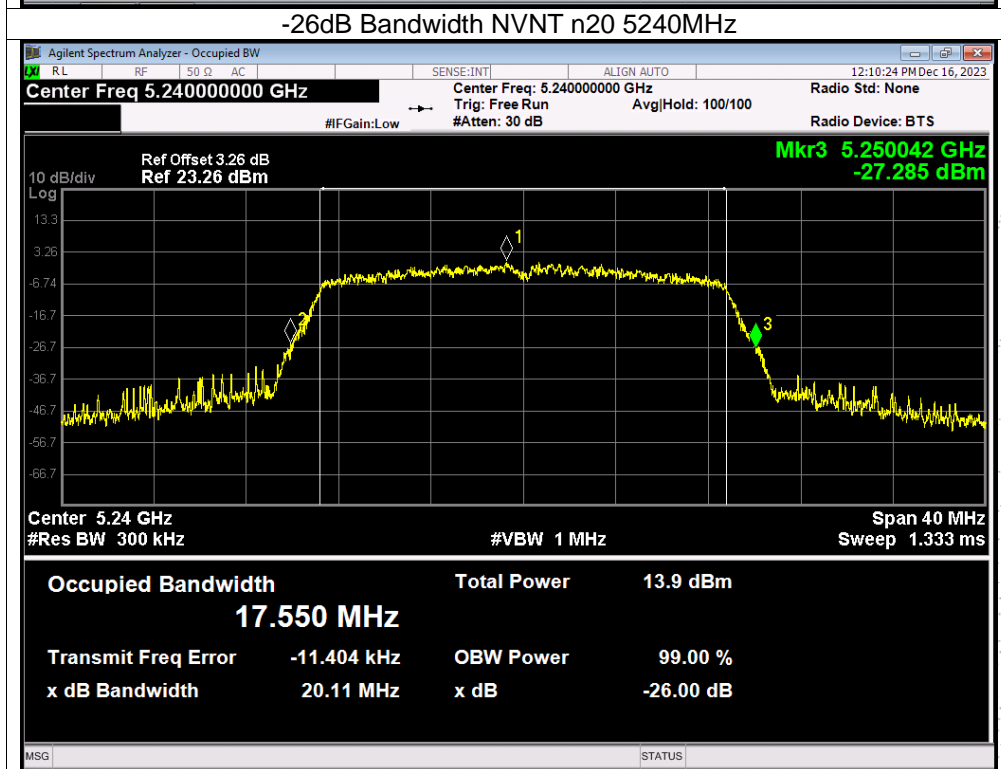 -26dB Bandwidth NVNT n20 5240MHz
Agilent Spectrum Analyzer - Occupied BW
LXI RL RF 50 Ω AC SENSE:INT ALIGN AUTO 12:10:24 PM Dec 16, 2023
Center Freq 5.240000000 GHz Center Freq: 5.240000000 GHz Radio Std: None
Trig: Free Run Avg|Hold: 100/100
#IFGain:Low #Atten: 30 dB Radio Device: BTS
Mkr3 5.250042 GHz
-27.285 dBm
Ref Offset 3.26 dB
10 dB/div Ref 23.26 dBm
Log
13.3
3.26
-6.74
-16.7
-26.7
-36.7
-46.7
-56.7
-66.7
1
2
3
Center 5.24 GHz Span 40 MHz
#Res BW 300 kHz #VBW 1 MHz Sweep 1.333 ms
Occupied Bandwidth Total Power 13.9 dBm
17.550 MHz
Transmit Freq Error -11.404 kHz OBW Power 99.00 %
x dB Bandwidth 20.11 MHz x dB -26.00 dB
MSG STATUS